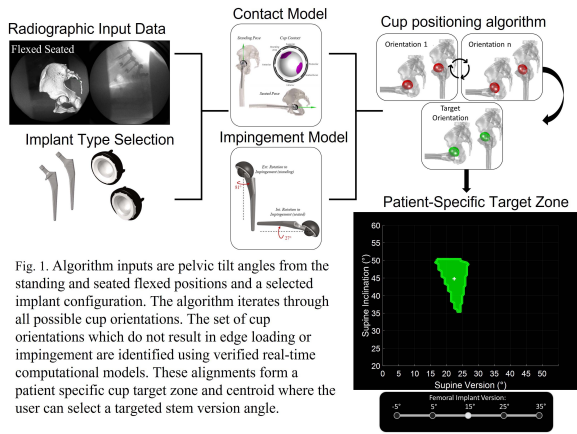 Radiographic Input Data
Flexed Seated
Implant Type Selection
Contact Model
Standing Pose
Cup Contact
Seated Pose
Impingement Model
Ext. Rotation to
Impingement (standing)
Int. Rotation to
Impingement (seated)
27°
Cup positioning algorithm
Orientation 1
Orientation n
Target
Orientation
Patient-Specific Target Zone
Supine Inclination (°)
60
55
50
45
40
35
30
25
20
0 5 10 15 20 25 30 35 40 45 50
Supine Version (°)
Femoral Implant Version:
-5° 5° 15° 25° 35°
Fig. 1. Algorithm inputs are pelvic tilt angles from the
standing and seated flexed positions and a selected
implant configuration. The algorithm iterates through
all possible cup orientations. The set of cup
orientations which do not result in edge loading or
impingement are identified using verified real-time
computational models. These alignments form a
patient specific cup target zone and centroid where the
user can select a targeted stem version angle.